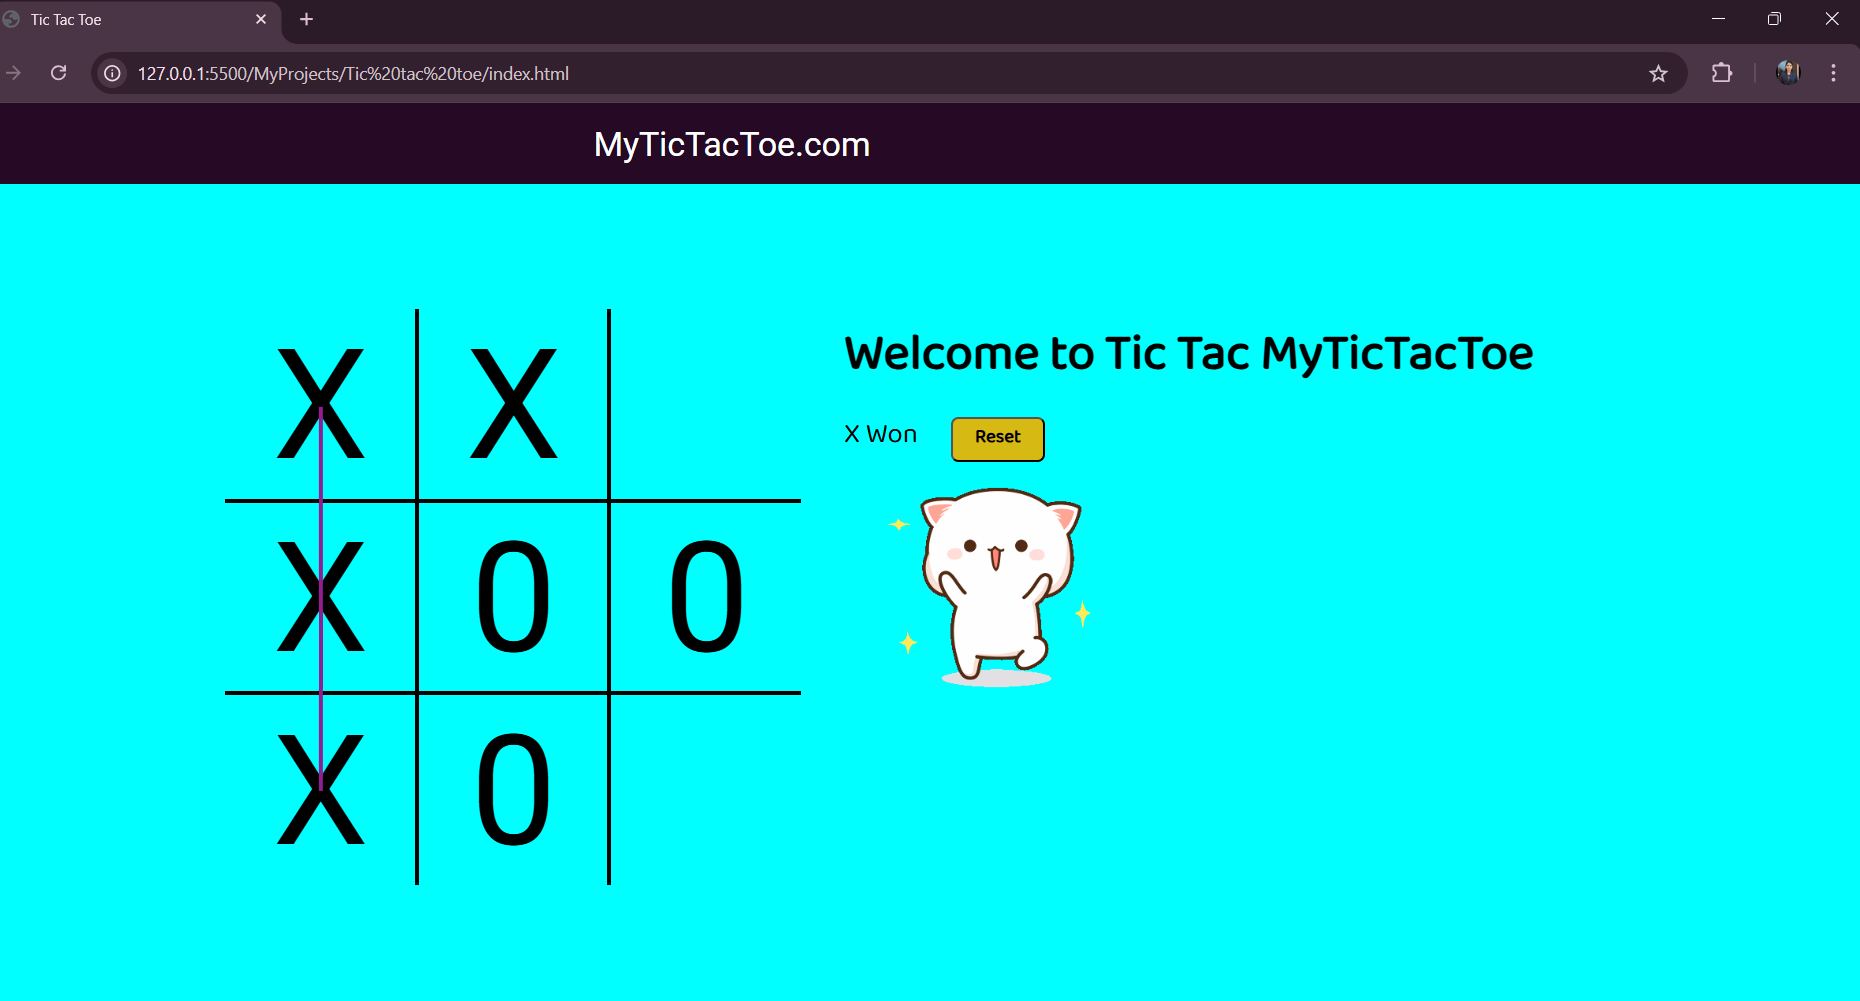 Tic Tac Toe
127.0.0.1:5500/MyProjects/Tic%20tac%20toe/index.html
MyTicTacToe.com
X X
X 0 0
X 0
Welcome to Tic Tac MyTicTacToe
X Won Reset